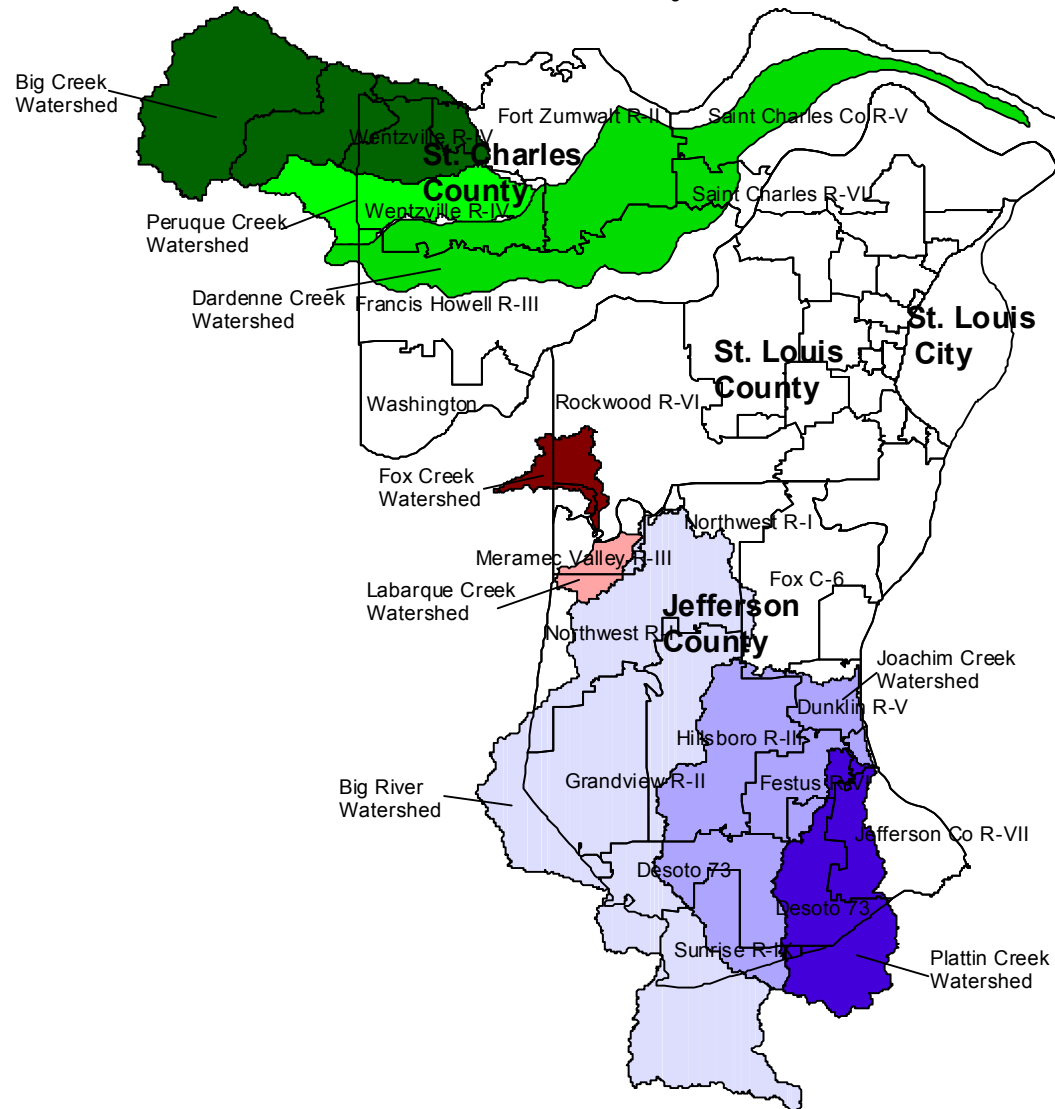 Big Creek
Watershed
Fort Zumwalt R-II
Saint Charles Co R-V
Wentzville R-IV
St. Charles
County
Saint Charles R-VI
Wentzville R-IV
Peruque Creek
Watershed
Dardenne Creek
Watershed
Francis Howell R-III
St. Louis
City
St. Louis
County
Washington
Rockwood R-VI
Fox Creek
Watershed
Northwest R-I
Meramec Valley R-III
Fox C-6
Labarque Creek
Watershed
Jefferson
County
Northwest R-I
Joachim Creek
Watershed
Dunklin R-V
Hillsboro R-III
Big River
Watershed
Grandview R-II
Festus R-VI
Jefferson Co R-VII
Desoto 73
Desoto 73
Sunrise R-IX
Plattin Creek
Watershed